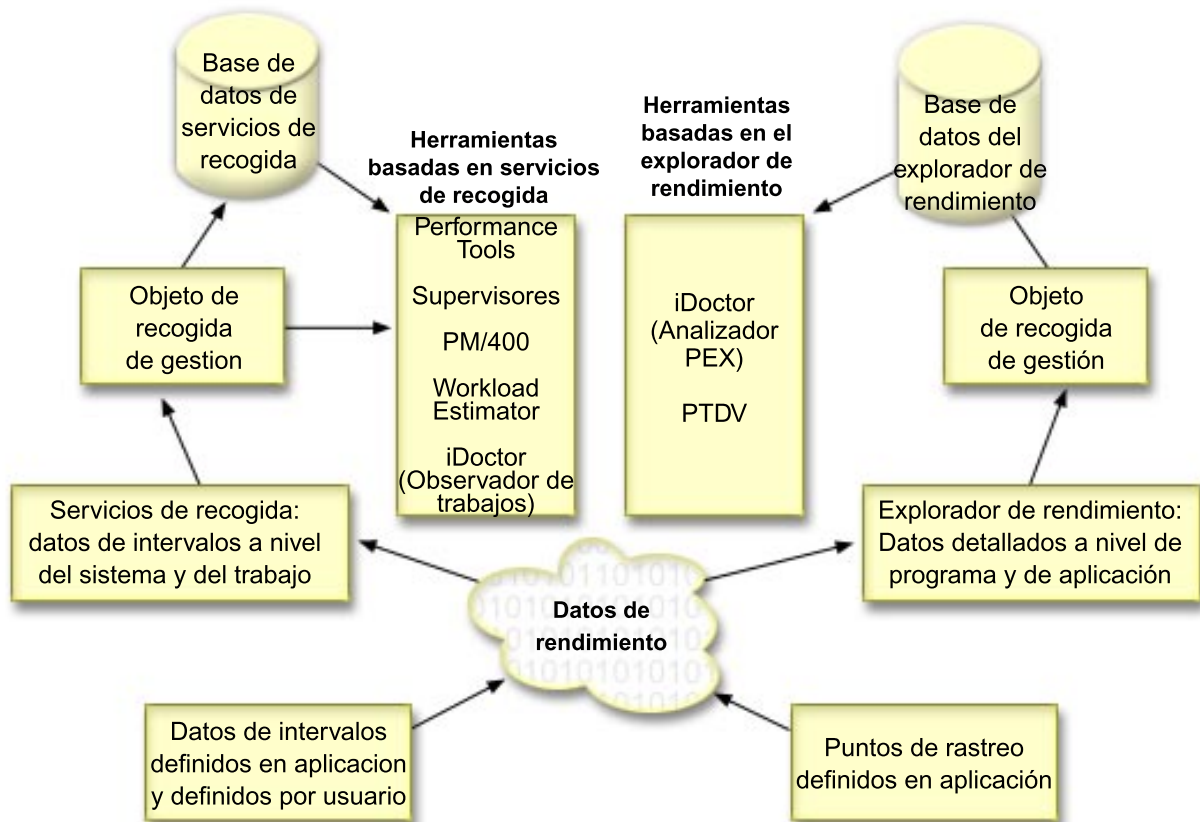 Base de
datos de
servicios de
recogida
Herramientas
basadas en servicios
de recogida
Herramientas
basadas en el
explorador de
rendimiento
Base de
datos del
explorador de
rendimiento
Objeto de
recogida
de gestion
Performance
Tools
Supervisores
PM/400
Workload
Estimator
iDoctor
(Observador de
trabajos)
iDoctor
(Analizador
PEX)
PTDV
Objeto
de recogida
de gestión
Servicios de recogida:
datos de intervalos a nivel
del sistema y del trabajo
Explorador de rendimiento:
Datos detallados a nivel de
programa y de aplicación
Datos de
rendimiento
Datos de intervalos
definidos en aplicacion
y definidos por usuario
Puntos de rastreo
definidos en aplicación